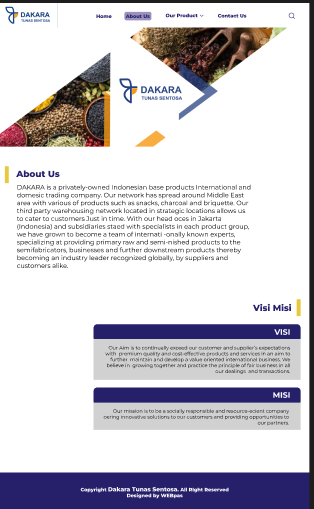 DAKARA
TUNAS SENTOSA
Home
About Us
Our Product
Contact Us
DAKARA
TUNAS SENTOSA
About Us
DAKARA is a privately-owned Indonesian base products International and
domesic trading company. Our network has spread around Middle East
area with various of products such as snacks, charcoal and briquette. Our
third party warehousing network located in strategic locations allows us
to cater to customers Just in time. With our head oces in Jakarta
(Indonesia) and subsidiaries staed with specialists in each product group,
we have grown to become a team of internati -onally known experts,
specializing at providing primary raw and semi-nished products to the
semifabricators, businesses and further downstream products thereby
becoming an industry leader recognized globally, by suppliers and
customers alike.
Visi Misi
VISI
Our Aim is to continually exceed our customer and supplier's expectations
with premium quality and cost-effective products and services in an aim to
further maintain and develop a value oriented international business. We
believe in growing together and practice the principle of fair business in all
our dealings and transactions.
MISI
Our mission is to be a socially responsible and resource-ecient company
oering innovative solutions to our customers and providing opportunities to
our partners.
Copyright Dakara Tunas Sentosa. All Right Reserved
Designed by WEBpas